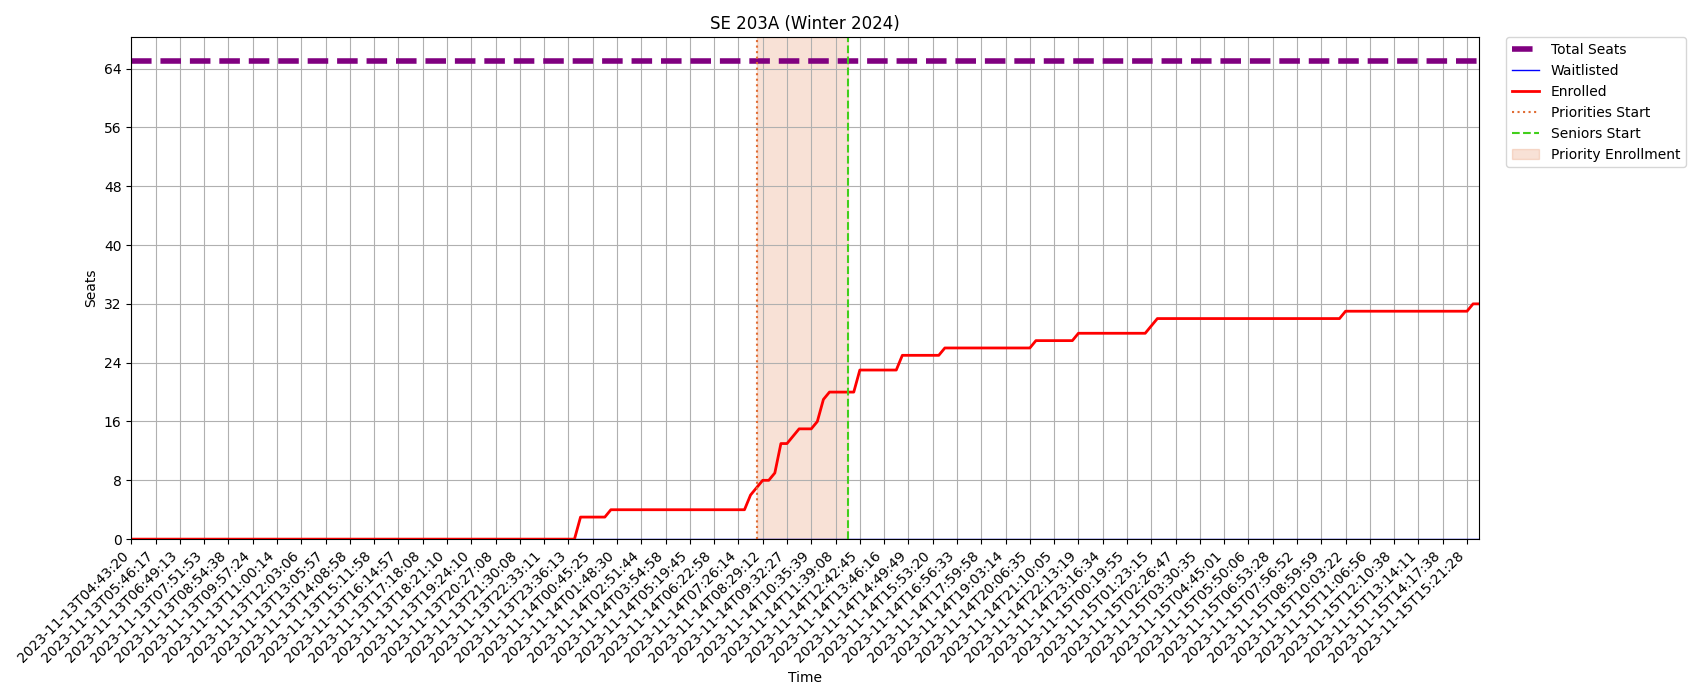 SE 203A (Winter 2024)
Total Seats
Waitlisted
Enrolled
Priorities Start
Seniors Start
Priority Enrollment
Seats
64
56
48
40
32
24
16
8
0
2023-11-13T04:43:20
2023-11-13T05:46:17
2023-11-13T06:49:13
2023-11-13T07:51:53
2023-11-13T08:54:38
2023-11-13T09:57:24
2023-11-13T11:00:14
2023-11-13T12:03:06
2023-11-13T13:05:57
2023-11-13T14:08:58
2023-11-13T15:11:58
2023-11-13T16:14:57
2023-11-13T17:18:08
2023-11-13T18:21:10
2023-11-13T19:24:10
2023-11-13T20:27:08
2023-11-13T21:30:08
2023-11-13T22:33:11
2023-11-13T23:36:13
2023-11-14T00:45:25
2023-11-14T01:48:30
2023-11-14T02:51:44
2023-11-14T03:54:58
2023-11-14T05:19:45
2023-11-14T06:22:58
2023-11-14T07:26:14
2023-11-14T08:29:12
2023-11-14T09:32:27
2023-11-14T10:35:39
2023-11-14T11:39:08
2023-11-14T12:42:45
2023-11-14T13:46:16
2023-11-14T14:49:49
2023-11-14T15:53:20
2023-11-14T16:56:33
2023-11-14T17:59:58
2023-11-14T19:03:14
2023-11-14T20:06:35
2023-11-14T21:10:05
2023-11-14T22:13:19
2023-11-14T23:16:34
2023-11-15T00:19:55
2023-11-15T01:23:15
2023-11-15T02:26:47
2023-11-15T03:30:35
2023-11-15T04:45:01
2023-11-15T05:50:06
2023-11-15T06:53:28
2023-11-15T07:56:52
2023-11-15T08:59:59
2023-11-15T10:03:22
2023-11-15T11:06:56
2023-11-15T12:10:38
2023-11-15T13:14:11
2023-11-15T14:17:38
2023-11-15T15:21:28
Time